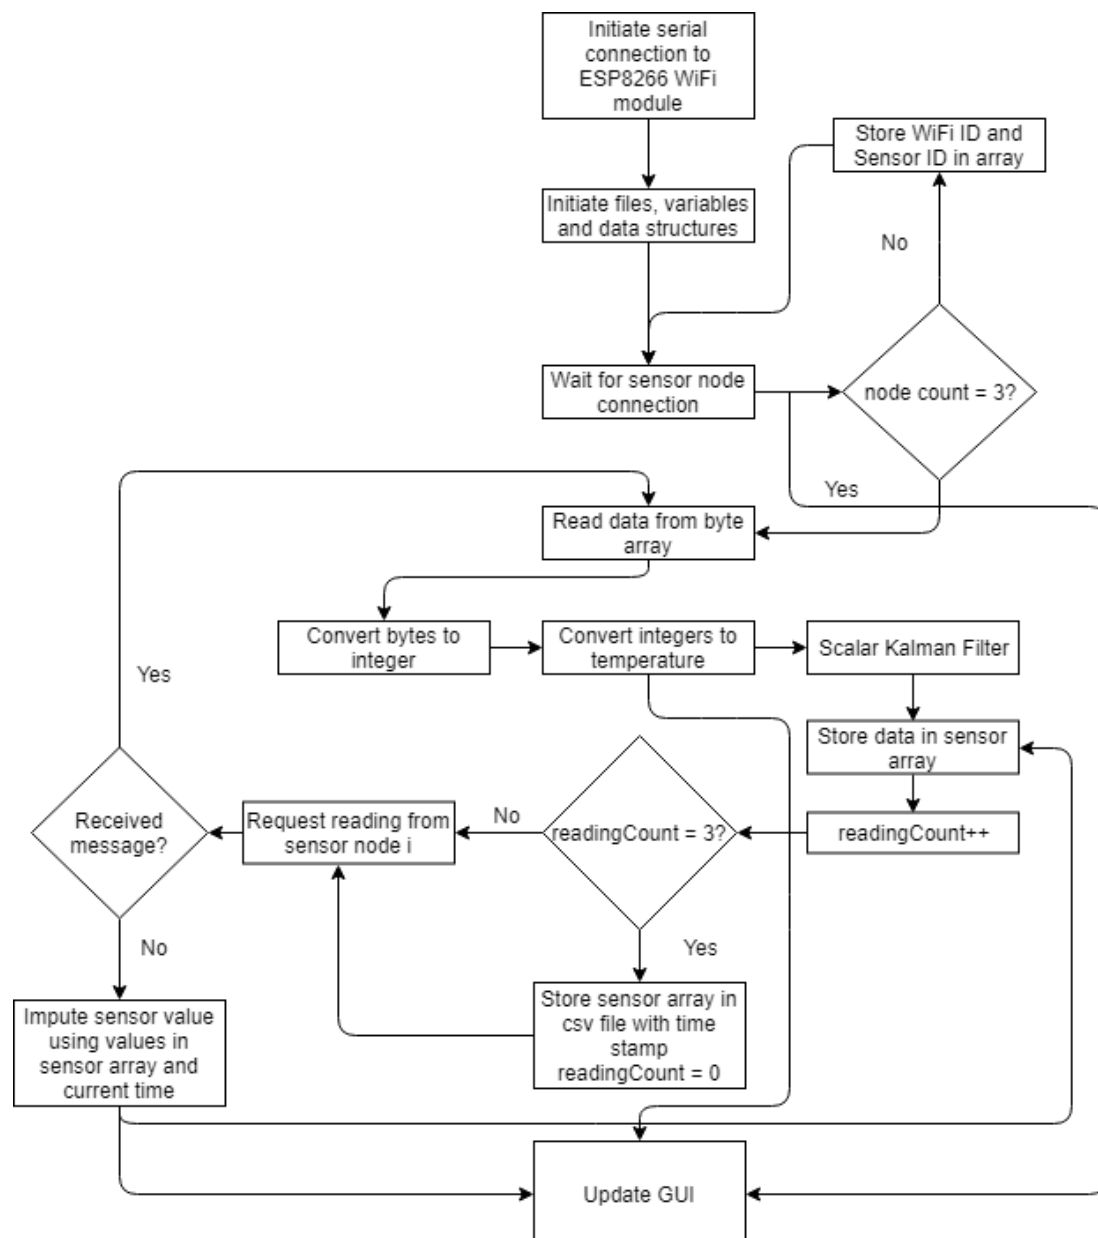 Initiate serial
connection to
ESP8266 WiFi
module
Store WiFi ID and
Sensor ID in array
Initiate files, variables
and data structures
No
Wait for sensor node
connection
node count = 3?
Yes
Read data from byte
array
Convert bytes to
integer
Convert integers to
temperature
Scalar Kalman Filter
Yes
Store data in sensor
array
Received
message?
Request reading from
sensor node i
No
readingCount = 3?
readingCount++
No
Yes
Impute sensor value
using values in
sensor array and
current time
Store sensor array in
csv file with time
stamp
readingCount = 0
Update GUI